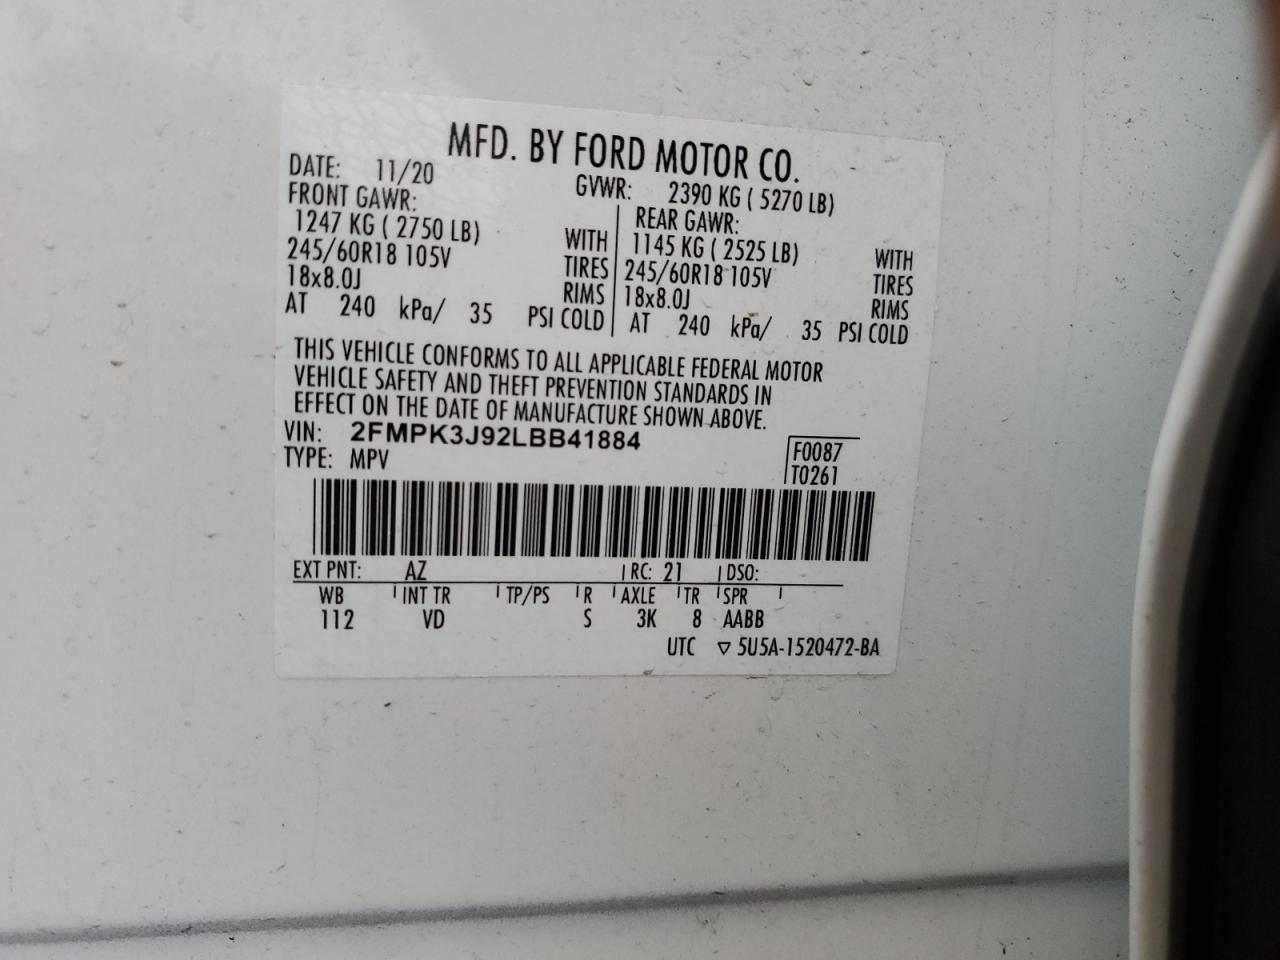 MFD. BY FORD MOTOR CO.
DATE: 11/20 GVWR: 2390 KG ( 5270 LB)
FRONT GAWR: REAR GAWR:
1247 KG ( 2750 LB) WITH 1145 KG ( 2525 LB) WITH
245/60R18 105V TIRES 245/60R18 105V TIRES
18x8.0J RIMS 18x8.0J RIMS
AT 240 kPa/ 35 PSI COLD AT 240 kPa/ 35 PSI COLD
THIS VEHICLE CONFORMS TO ALL APPLICABLE FEDERAL MOTOR
VEHICLE SAFETY AND THEFT PREVENTION STANDARDS IN
EFFECT ON THE DATE OF MANUFACTURE SHOWN ABOVE.
VIN: 2FMPK3J92LBB41884 F0087
TYPE: MPV T0261
EXT PNT: AZ RC: 21 DSO:
WB INT TR TP/PS R AXLE TR SPR
112 VD S 3K 8 AABB
UTC ▽ 5U5A-1520472-BA